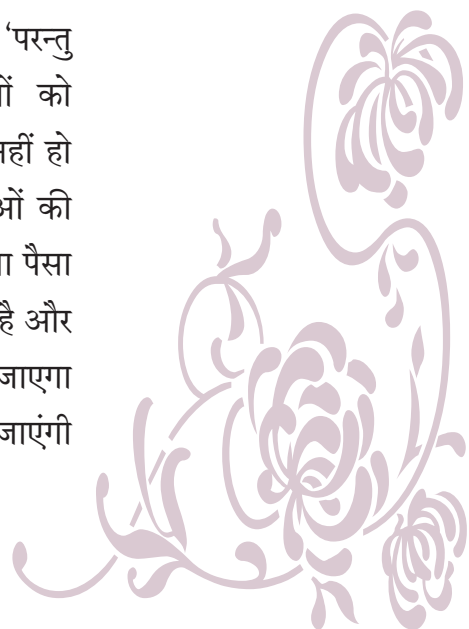 ‘परन्तु
को
हो
की
पैसा
है और
जाएगा
जाएंगी